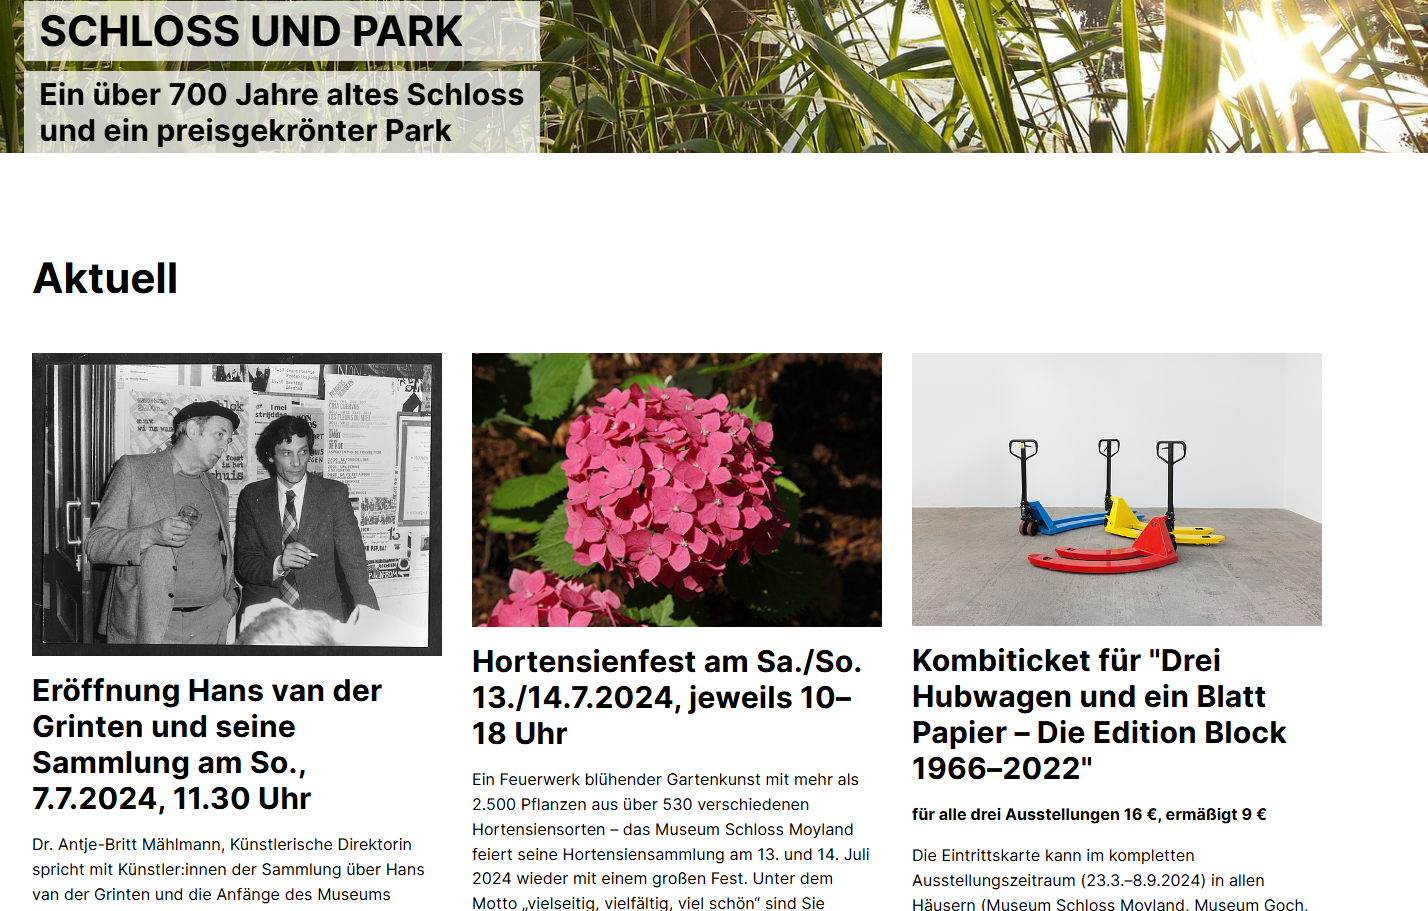 SCHLOSS UND PARK
Ein über 700 Jahre altes Schloss
und ein preisgekrönter Park
Aktuell
Eröffnung Hans van der
Grinten und seine
Sammlung am So.,
7.7.2024, 11.30 Uhr
Dr. Antje-Britt Mählmann, Künstlerische Direktorin
spricht mit Künstler:innen der Sammlung über Hans
van der Grinten und die Anfänge des Museums
Hortensienfest am Sa./So.
13./14.7.2024, jeweils 10–
18 Uhr
Ein Feuerwerk blühender Gartenkunst mit mehr als
2.500 Pflanzen aus über 530 verschiedenen
Hortensiensorten – das Museum Schloss Moyland
feiert seine Hortensiensammlung am 13. und 14. Juli
2024 wieder mit einem großen Fest. Unter dem
Motto „vielseitig, vielfältig, viel schön“ sind Sie
Kombiticket für "Drei
Hubwagen und ein Blatt
Papier – Die Edition Block
1966–2022"
für alle drei Ausstellungen 16 €, ermäßigt 9 €
Die Eintrittskarte kann im kompletten
Ausstellungszeitraum (23.3.–8.9.2024) in allen
Häusern (Museum Schloss Moyland, Museum Goch,